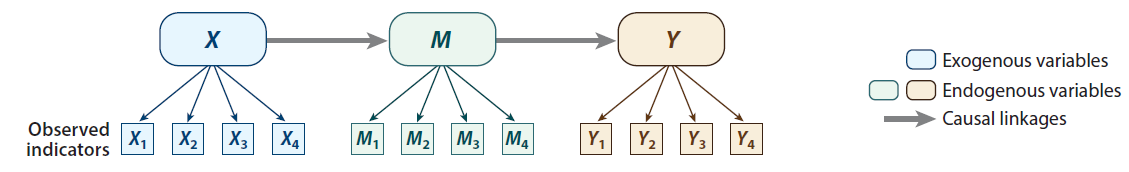 X M Y
Exogenous variables
Endogenous variables
Causal linkages
Observed
indicators
X1 X2 X3 X4 M1 M2 M3 M4 Y1 Y2 Y3 Y4